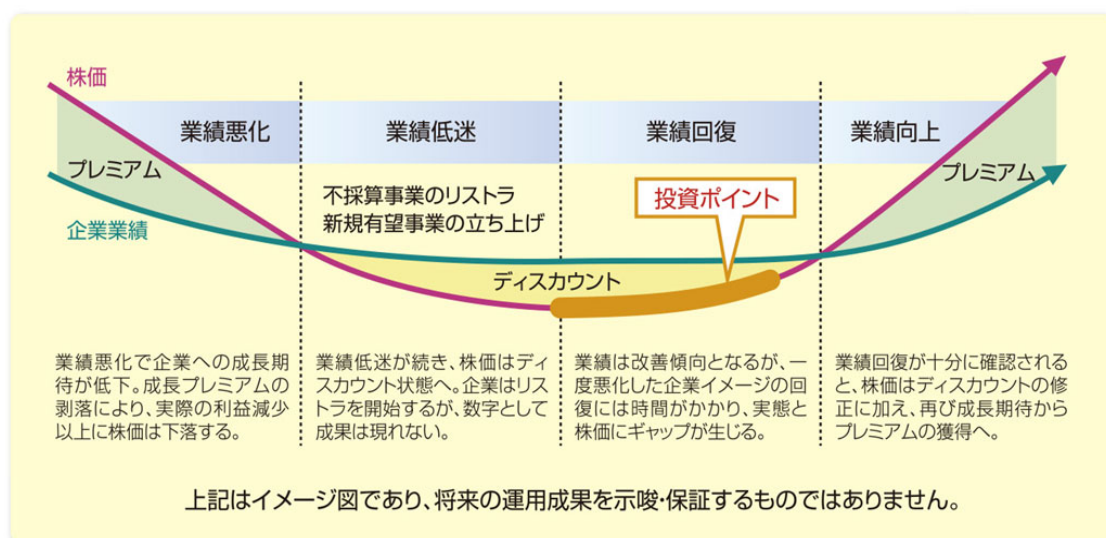 株価
業績悪化
業績低迷
業績回復
業績向上
プレミアム
プレミアム
企業業績
不採算事業のリストラ
新規有望事業の立ち上げ
投資ポイント
ディスカウント
業績悪化で企業への成長期
待が低下。成長プレミアムの
剥落により、実際の利益減少
以上に株価は下落する。
業績低迷が続き、株価はディ
スカウント状態へ。企業はリス
トラを開始するが、数字として
成果は現れない。
業績は改善傾向となるが、一
度悪化した企業イメージの回
復には時間がかかり、実態と
株価にギャップが生じる。
業績回復が十分に確認される
と、株価はディスカウントの修
正に加え、再び成長期待から
プレミアムの獲得へ。
上記はイメージ図であり、将来の運用成果を示唆・保証するものではありません。